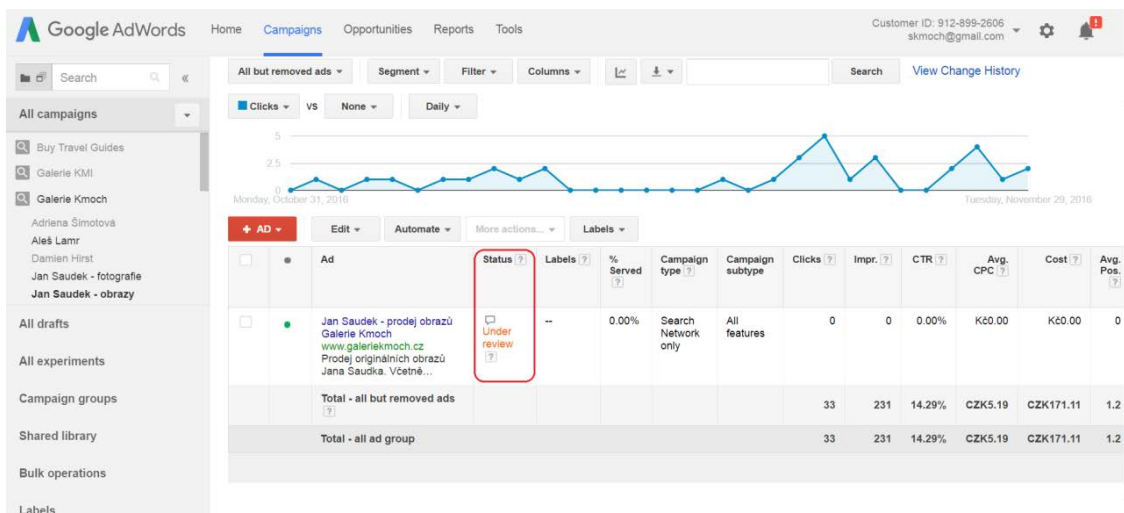 Google AdWords
Home Campaigns Opportunities Reports Tools
Customer ID: 912-899-2606
skmoch@gmail.com
!
Search
«
All but removed ads
Segment
Filter
Columns
Search
View Change History
All campaigns
Clicks
VS
None
Daily
Buy Travel Guides
Galerie KMI
Galerie Kmoch
Adriena Šimotová
Aleš Lamr
Damien Hirst
Jan Saudek - fotografie
Jan Saudek - obrazy
All drafts
All experiments
Campaign groups
Shared library
Bulk operations
Labels
5
2.5
0
Monday, October 31, 2016
Tuesday, November 29, 2016
+ AD
Edit
Automate
More actions...
Labels
Ad
Status ?
Labels ?
% Served ?
Campaign type ?
Campaign subtype
Clicks ?
Impr. ?
CTR ?
Avg. CPC ?
Cost ?
Avg. Pos. ?
Jan Saudek - prodej obrazů
Galerie Kmoch
www.galeriekmoch.cz
Prodej originálních obrazů
Jana Saudka. Včetně...
Under
review
?
--
0.00%
Search
Network
only
All
features
0
0
0.00%
Kč0.00
Kč0.00
0
Total - all but removed ads
?
33 231 14.29% CZK5.19 CZK171.11 1.2
Total - all ad group
33 231 14.29% CZK5.19 CZK171.11 1.2